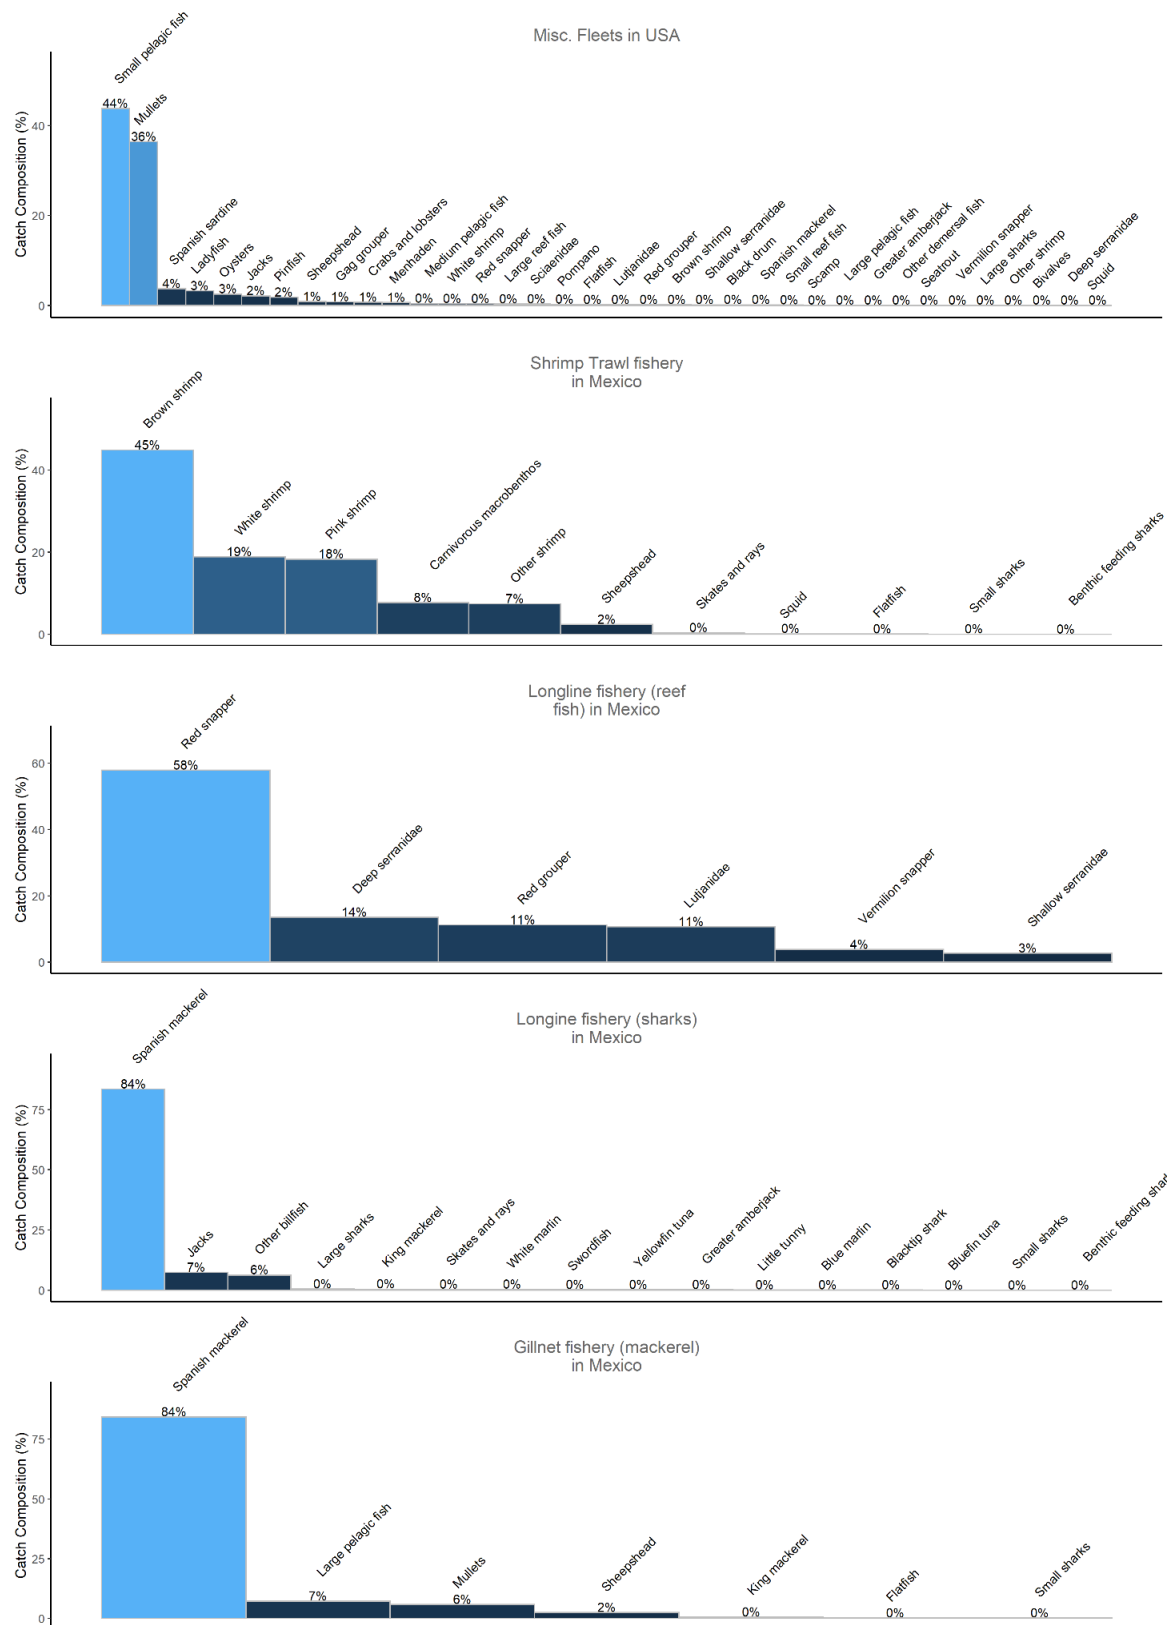 Misc. Fleets in USA
Catch Composition (%)
40
20
0
Small pelagic fish
Mullets
Spanish sardine
Ladyfish
Oysters
Jacks
Pinfish
Sheepshead
Gag grouper
Crabs and lobsters
Menhaden
Medium pelagic fish
White shrimp
Red snapper
Large reef fish
Sciaenidae
Pompano
Flatfish
Lutjanidae
Red grouper
Brown shrimp
Shallow serranidae
Black drum
Spanish mackerel
Small reef fish
Scamp
Large pelagic fish
Greater amberjack
Other demersal fish
Seatrout
Vermilion snapper
Large sharks
Other shrimp
Bivalves
Deep serranidae
Squid
44%
36%
4% 3% 3% 2% 2% 1% 1% 1% 1% 0% 0% 0% 0% 0% 0% 0% 0% 0% 0% 0% 0% 0% 0% 0% 0% 0% 0% 0% 0% 0% 0% 0% 0% 0%
Shrimp Trawl fishery
in Mexico
Catch Composition (%)
40
20
0
Brown shrimp
White shrimp
Pink shrimp
Carnivorous macrobenthos
Other shrimp
Sheepshead
Skates and rays
Squid
Flatfish
Small sharks
Benthic feeding sharks
45%
19% 18%
8% 7%
2% 0% 0% 0% 0% 0%
Longline fishery (reef
fish) in Mexico
Catch Composition (%)
60
40
20
0
Red snapper
Deep serranidae
Red grouper
Lutjanidae
Vermilion snapper
Shallow serranidae
58%
14% 11% 11% 4% 3%
Longine fishery (sharks)
in Mexico
Catch Composition (%)
75
50
25
0
Spanish mackerel
Jacks
Other billfish
Large sharks
King mackerel
Skates and rays
White marlin
Swordfish
Yellowfin tuna
Greater amberjack
Little tunny
Blue marlin
Blacktip shark
Bluefin tuna
Small sharks
Benthic feeding
84%
7% 6% 0% 0% 0% 0% 0% 0% 0% 0% 0% 0% 0% 0% 0%
Gillnet fishery (mackerel)
in Mexico
Catch Composition (%)
75
50
25
0
Spanish mackerel
Large pelagic fish
Mullets
Sheepshead
King mackerel
Flatfish
Small sharks
84%
7% 6% 2% 0% 0% 0%